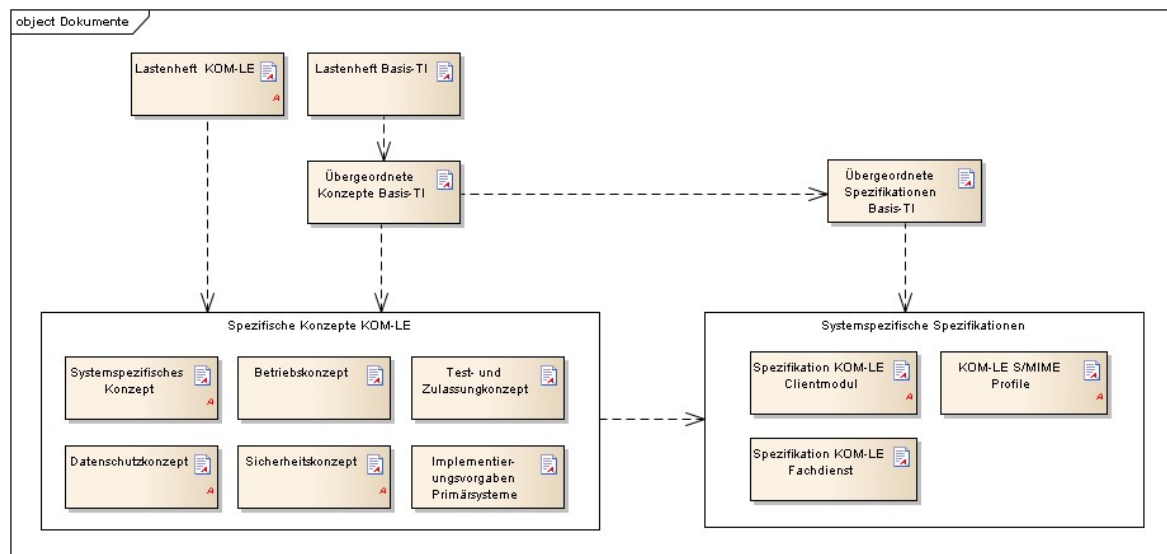 object Dokumente
Lastenheft KOM-LE
A
Lastenheft Basis-TI
Übergeordnete
Konzepte Basis-TI
Übergeordnete
Spezifikationen
Basis-TI
Spezifische Konzepte KOM-LE
Systemspezifisches
Konzept
A
Betriebskonzept
Test- und
Zulassungkonzept
Datenschutzkonzept
A
Sicherheitskonzept
A
Implementier-
ungsvorgaben
Primärsysteme
Systemspezifische Spezifikationen
Spezifikation KOM-LE
Clientmodul
A
KOM-LE S/MIME
Profile
A
Spezifikation KOM-LE
Fachdienst